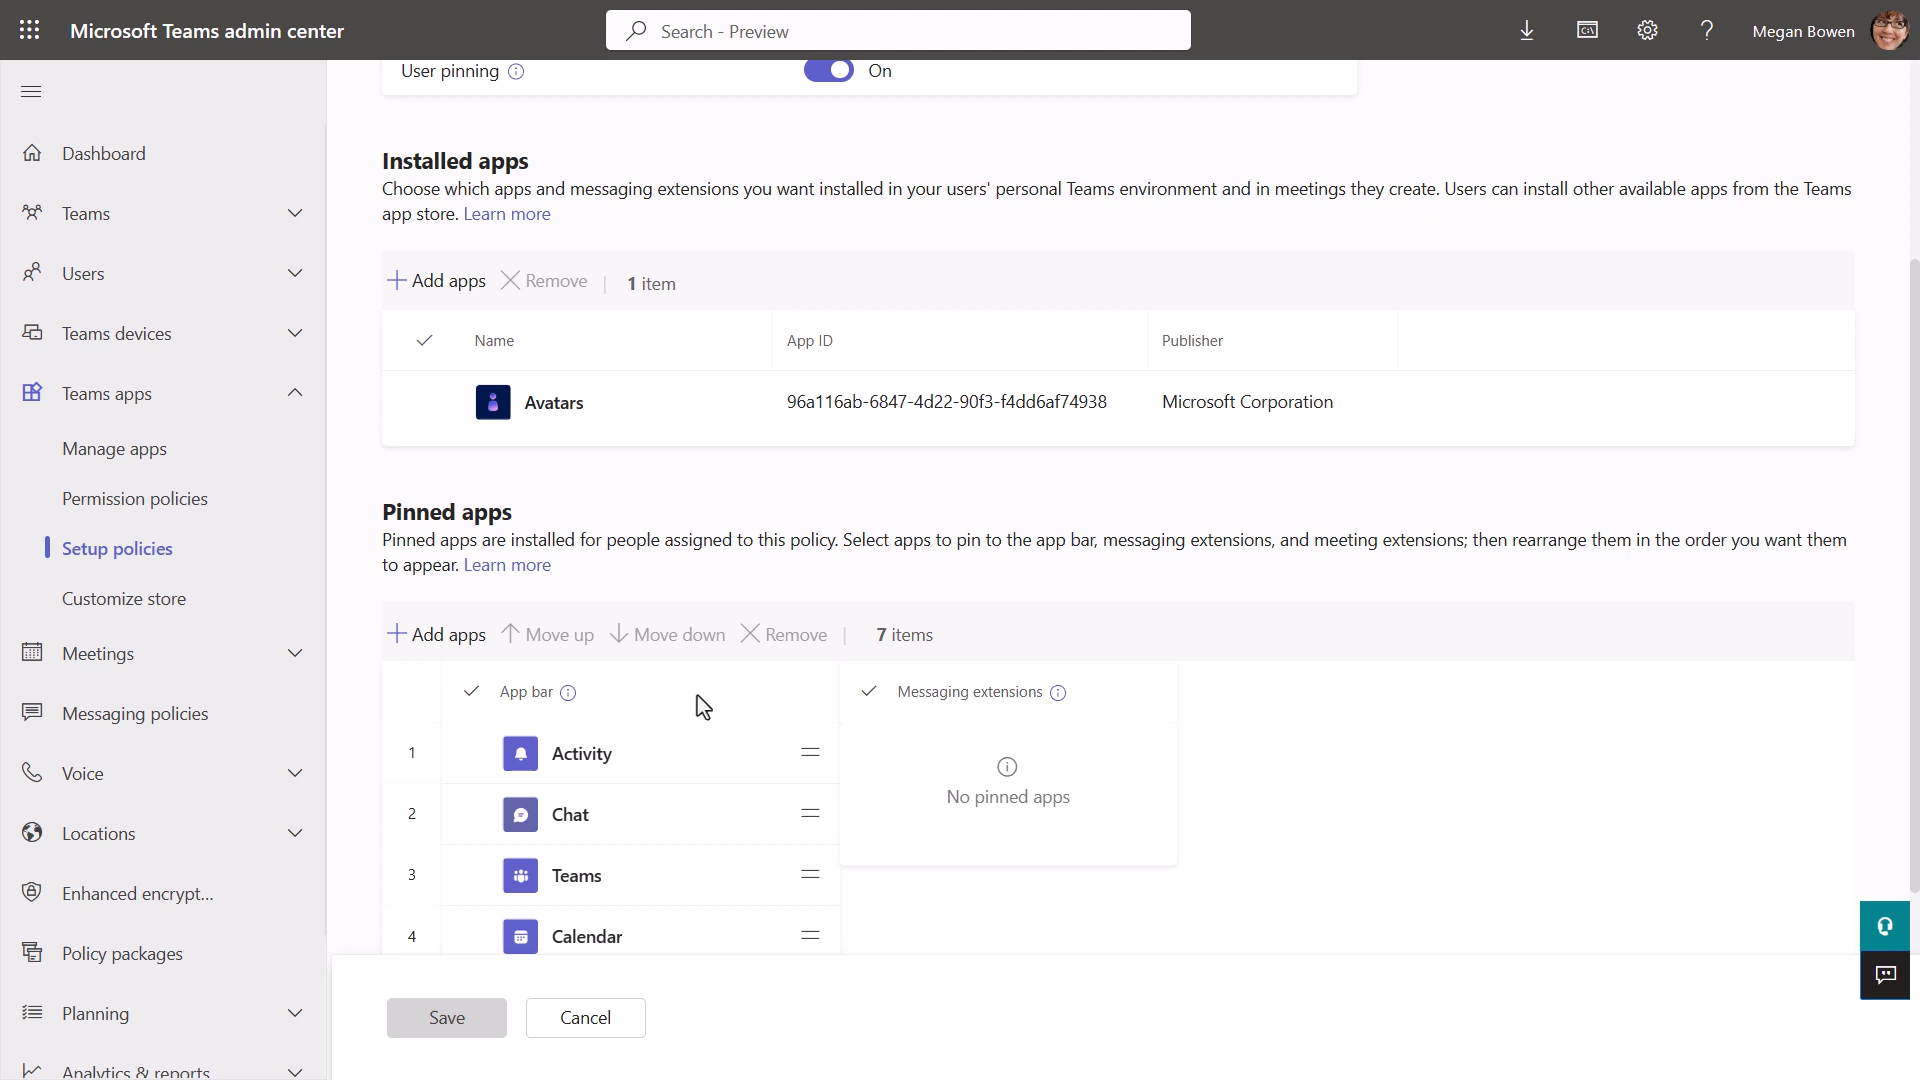 Microsoft Teams admin center
Search - Preview
Megan Bowen
Dashboard
Teams
Users
Teams devices
Teams apps
Manage apps
Permission policies
Setup policies
Customize store
Meetings
Messaging policies
Voice
Locations
Enhanced encrypt...
Policy packages
Planning
Analytics & reports
User pinning
On
Installed apps
Choose which apps and messaging extensions you want installed in your users' personal Teams environment and in meetings they create. Users can install other available apps from the Teams
app store. Learn more
Add apps Remove | 1 item
Name App ID Publisher
Avatars 96a116ab-6847-4d22-90f3-f4dd6af74938 Microsoft Corporation
Pinned apps
Pinned apps are installed for people assigned to this policy. Select apps to pin to the app bar, messaging extensions, and meeting extensions; then rearrange them in the order you want them
to appear. Learn more
Add apps Move up Move down Remove | 7 items
App bar Messaging extensions
1 Activity
2 Chat
3 Teams
4 Calendar
No pinned apps
Save Cancel